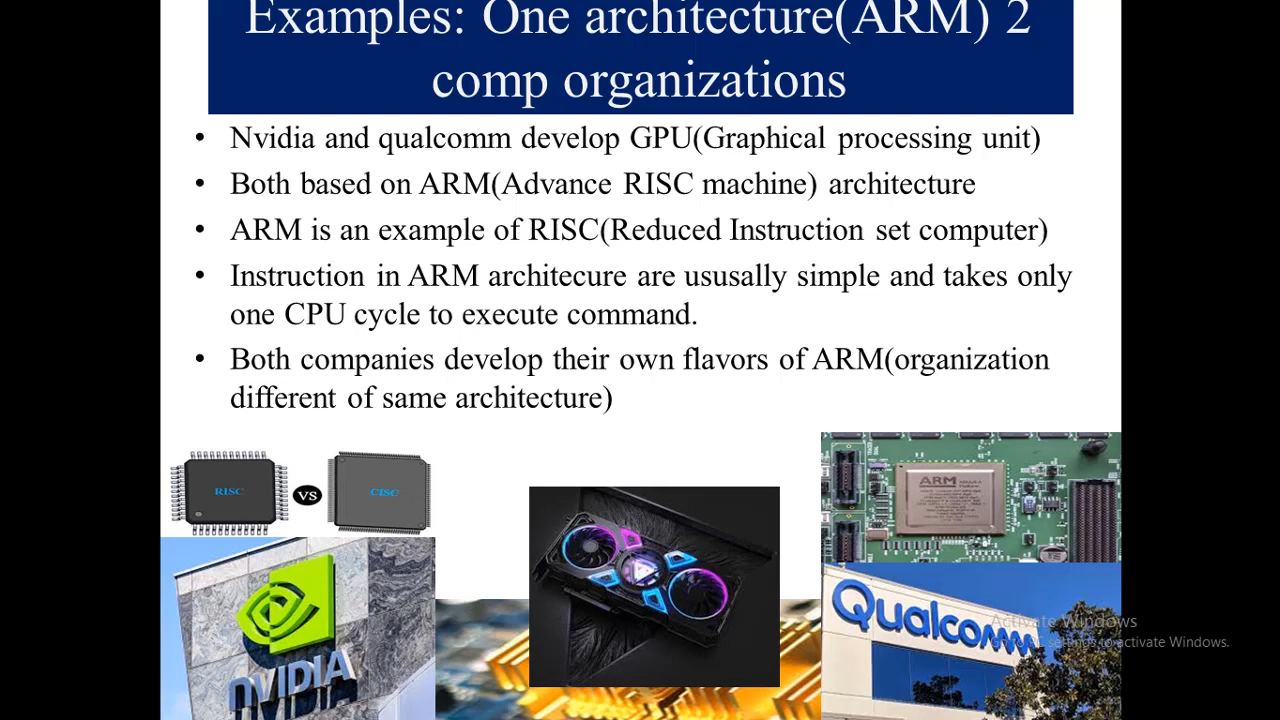 Examples: One architecture(ARM) 2
comp organizations
• Nvidia and qualcomm develop GPU(Graphical processing unit)
• Both based on ARM(Advance RISC machine) architecture
• ARM is an example of RISC(Reduced Instruction set computer)
• Instruction in ARM architecure are ususally simple and takes only
one CPU cycle to execute command.
• Both companies develop their own flavors of ARM(organization
different of same architecture)
RISC
VS
CISC
ARM
NVIDIA
Qualcomm
Activate Windows
to activate Windows.